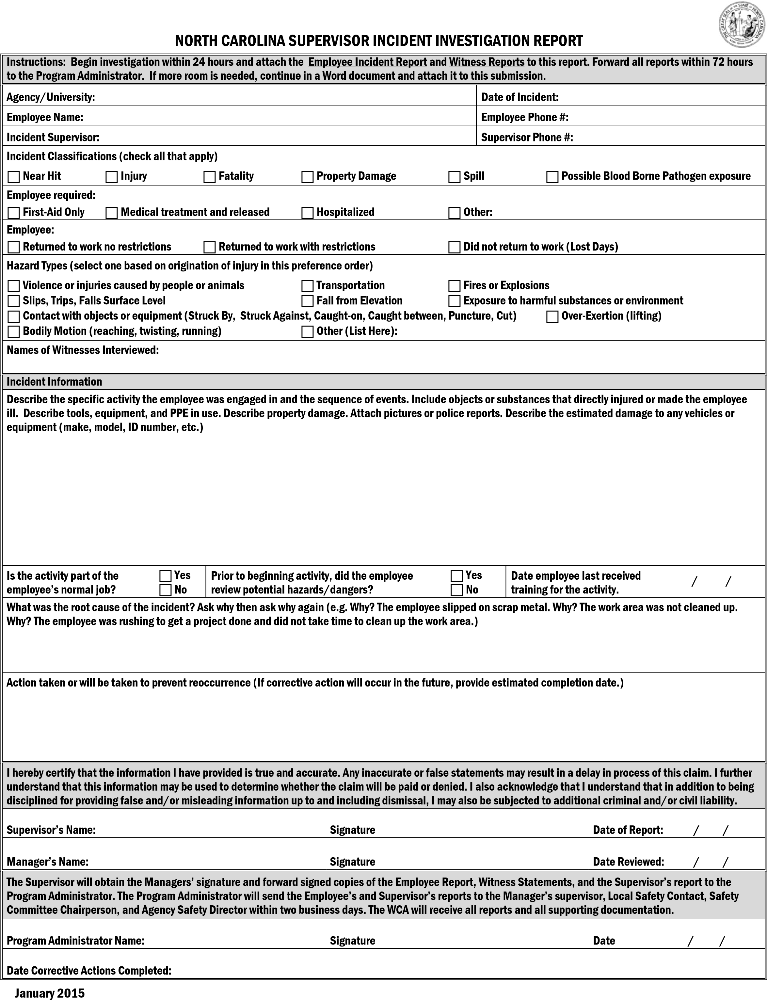 THE GREAT SEAL OF THE STATE OF NORTH CAROLINA
NORTH CAROLINA SUPERVISOR INCIDENT INVESTIGATION REPORT
Instructions:  Begin investigation within 24 hours and attach the  Employee Incident Report and Witness Reports to this report. Forward all reports within 72 hours
to the Program Administrator.  If more room is needed, continue in a Word document and attach it to this submission.
Agency/University: Date of Incident:
Employee Name: Employee Phone #:
Incident Supervisor: Supervisor Phone #:
Incident Classifications (check all that apply)
Near Hit Injury Fatality Property Damage Spill Possible Blood Borne Pathogen exposure
Employee required:
First-Aid Only Medical treatment and released Hospitalized Other:
Employee:
Returned to work no restrictions Returned to work with restrictions Did not return to work (Lost Days)
Hazard Types (select one based on origination of injury in this preference order)
Violence or injuries caused by people or animals Transportation Fires or Explosions
Slips, Trips, Falls Surface Level Fall from Elevation Exposure to harmful substances or environment
Contact with objects or equipment (Struck By,  Struck Against, Caught-on, Caught between, Puncture, Cut) Over-Exertion (lifting)
Bodily Motion (reaching, twisting, running) Other (List Here):
Names of Witnesses Interviewed:
Incident Information
Describe the specific activity the employee was engaged in and the sequence of events. Include objects or substances that directly injured or made the employee
ill.  Describe tools, equipment, and PPE in use. Describe property damage. Attach pictures or police reports. Describe the estimated damage to any vehicles or
equipment (make, model, ID number, etc.)
Is the activity part of the Yes Prior to beginning activity, did the employee Yes Date employee last received / /
employee's normal job? No review potential hazards/dangers? No training for the activity.
What was the root cause of the incident? Ask why then ask why again (e.g. Why? The employee slipped on scrap metal. Why? The work area was not cleaned up.
Why? The employee was rushing to get a project done and did not take time to clean up the work area.)
Action taken or will be taken to prevent reoccurrence (If corrective action will occur in the future, provide estimated completion date.)
I hereby certify that the information I have provided is true and accurate. Any inaccurate or false statements may result in a delay in process of this claim. I further
understand that this information may be used to determine whether the claim will be paid or denied. I also acknowledge that I understand that in addition to being
disciplined for providing false and/or misleading information up to and including dismissal, I may also be subjected to additional criminal and/or civil liability.
Supervisor's Name: Signature Date of Report: / /
Manager's Name: Signature Date Reviewed: / /
The Supervisor will obtain the Managers' signature and forward signed copies of the Employee Report, Witness Statements, and the Supervisor's report to the
Program Administrator. The Program Administrator will send the Employee's and Supervisor's reports to the Manager's supervisor, Local Safety Contact, Safety
Committee Chairperson, and Agency Safety Director within two business days. The WCA will receive all reports and all supporting documentation.
Program Administrator Name: Signature Date / /
Date Corrective Actions Completed:
January 2015